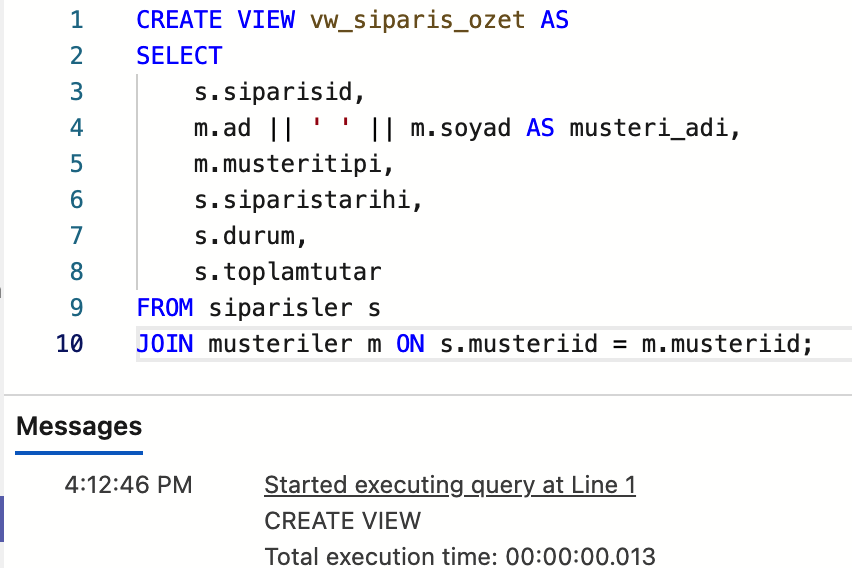 1 CREATE VIEW vw_siparis_ozet AS
2 SELECT
3 s.siparisid,
4 m.ad || ' ' || m.soyad AS musteri_adi,
5 m.musteritipi,
6 s.siparistarihi,
7 s.durum,
8 s.toplamtutar
9 FROM siparisler s
10 JOIN musteriler m ON s.musteriid = m.musteriid;
Messages
4:12:46 PM Started executing query at Line 1
CREATE VIEW
Total execution time: 00:00:00.013